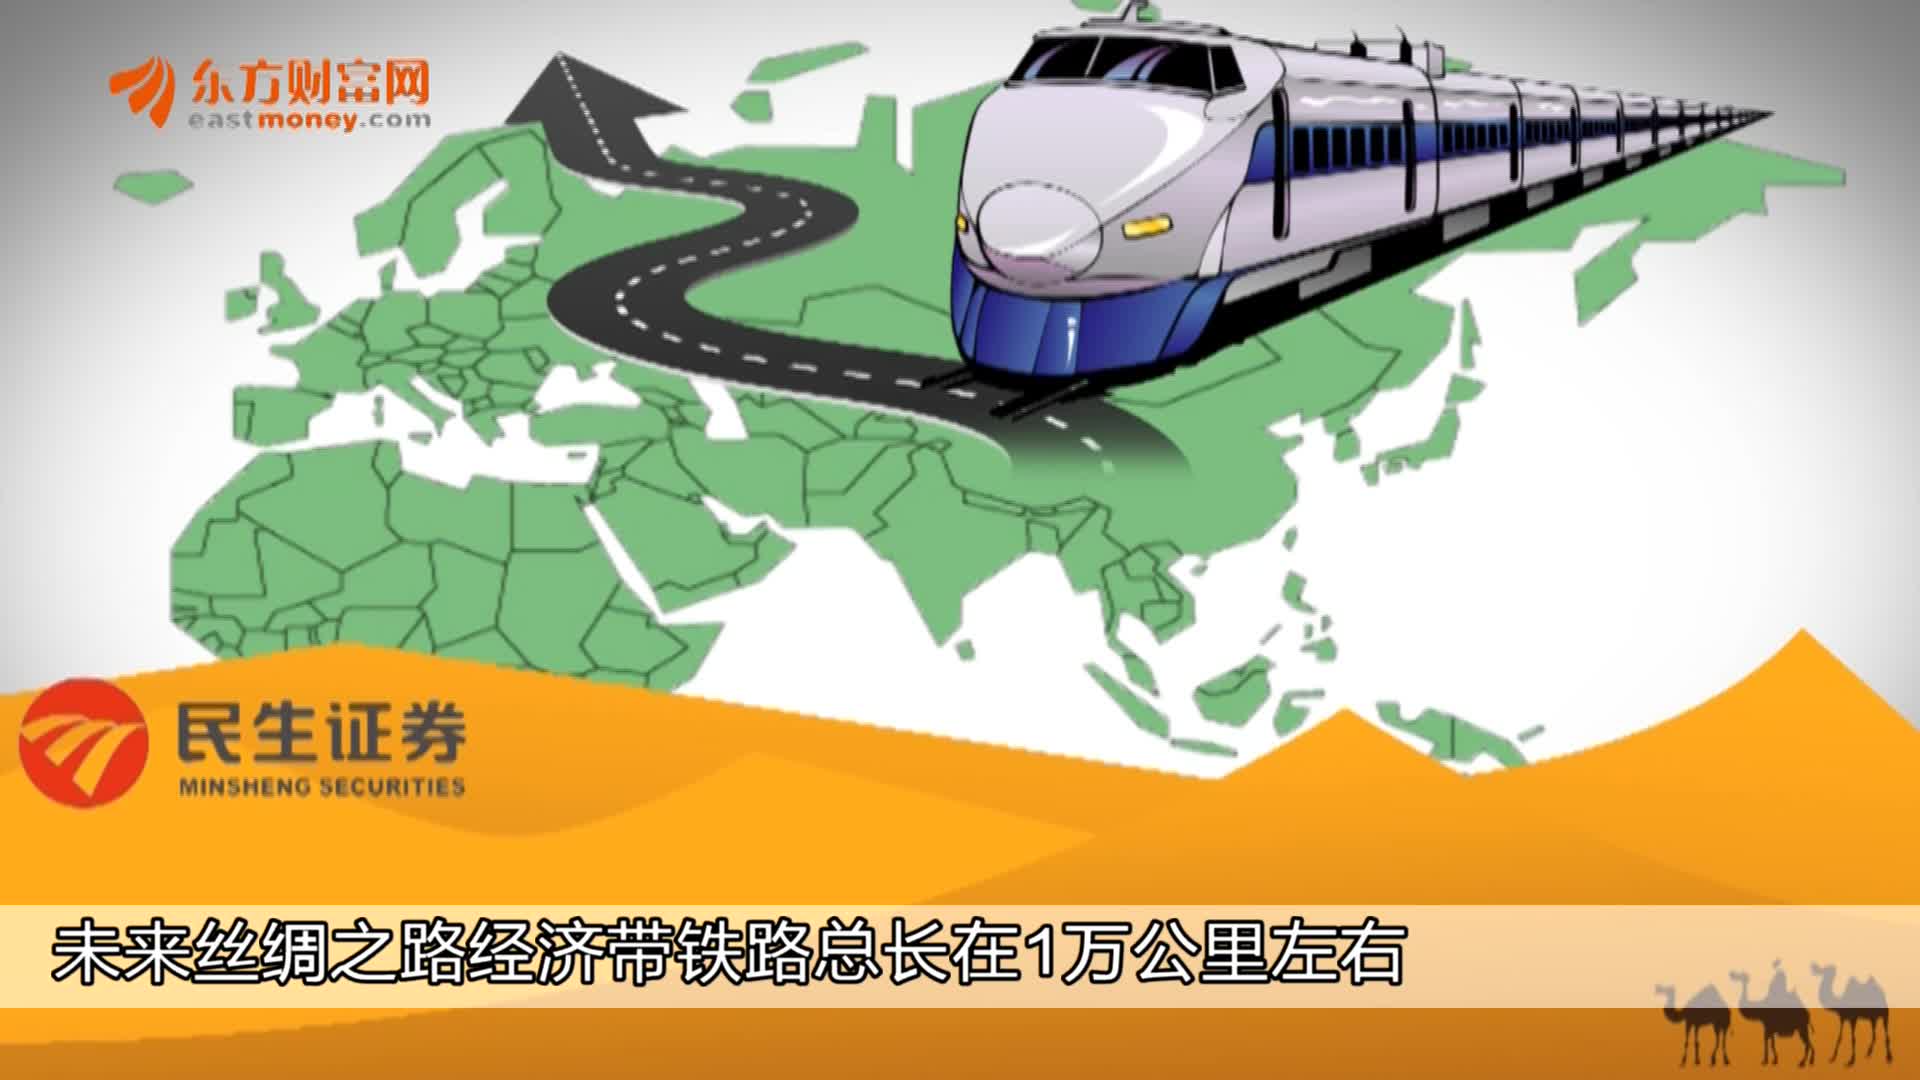 东方财富网
eastmoney.com
民生证券
MINSHENG SECURITIES
未来丝绸之路经济带铁路总长在1万公里左右